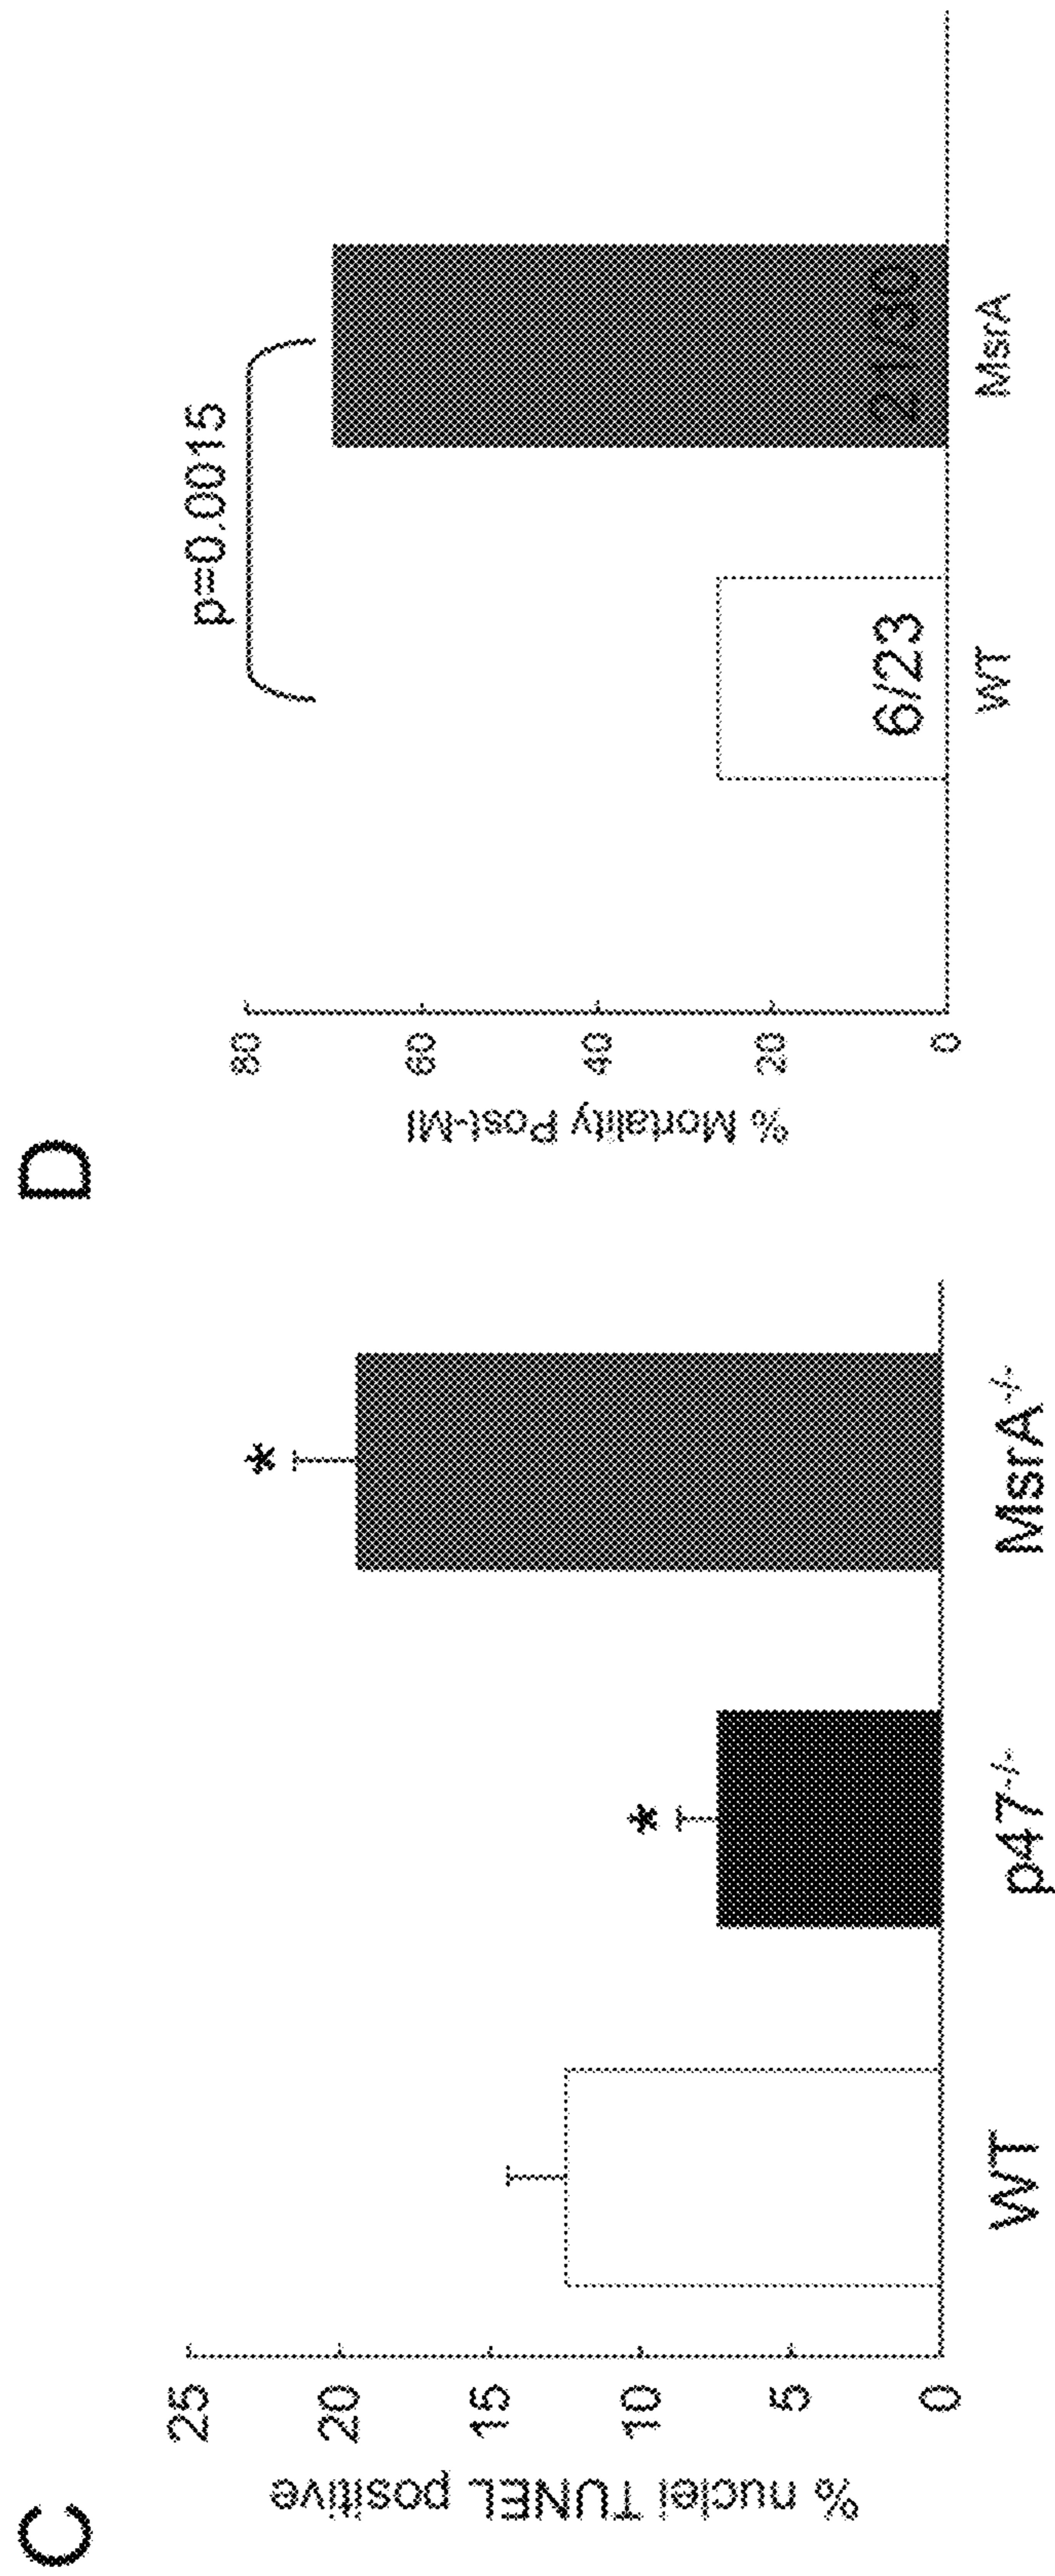 C
% nuclei TUNEL positive
25
20
15
10
5
0
*
*
WT
p47-/-
MsrA-/-
D
% Mortality Post-MI
80
60
40
20
0
p=0.0015
6/23
21/30
WT
MsrA